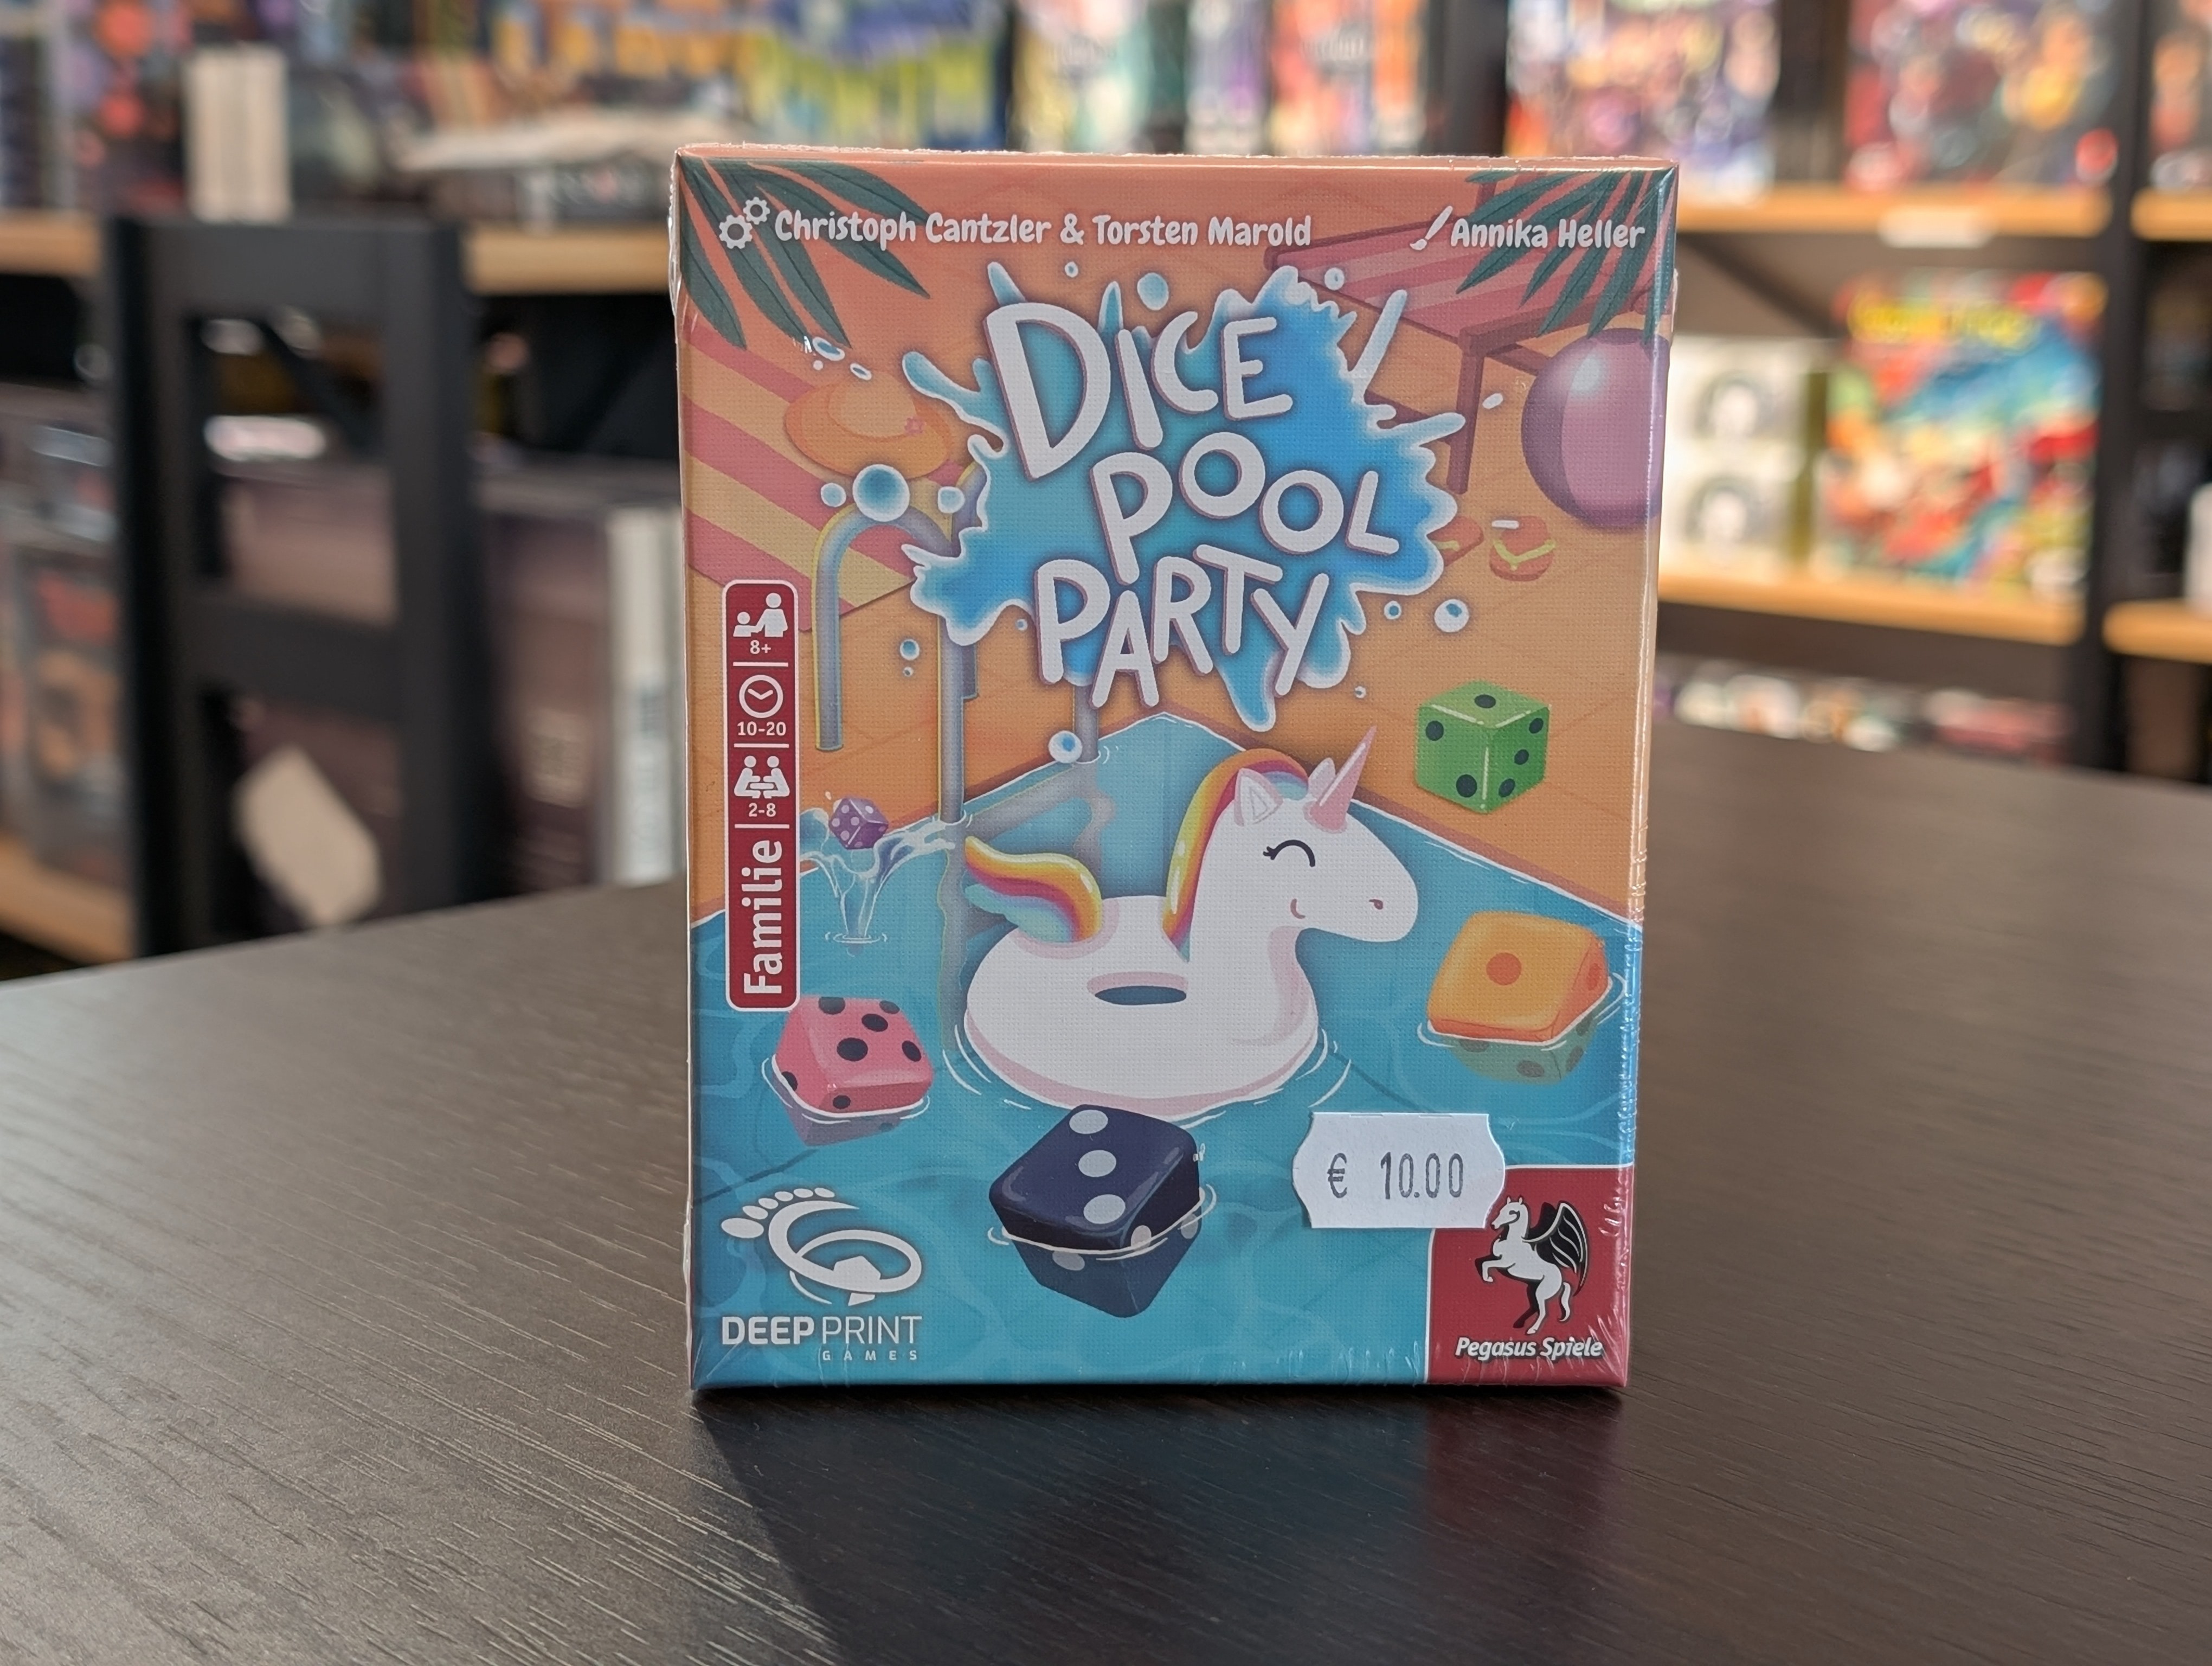 Christoph Cantzler & Torsten Marold
Annika Heller
DICE
POOL
PARTY
8+
10-20
2-8
Familie
€ 10.00
DEEP PRINT
GAMES
Pegasus Spiele